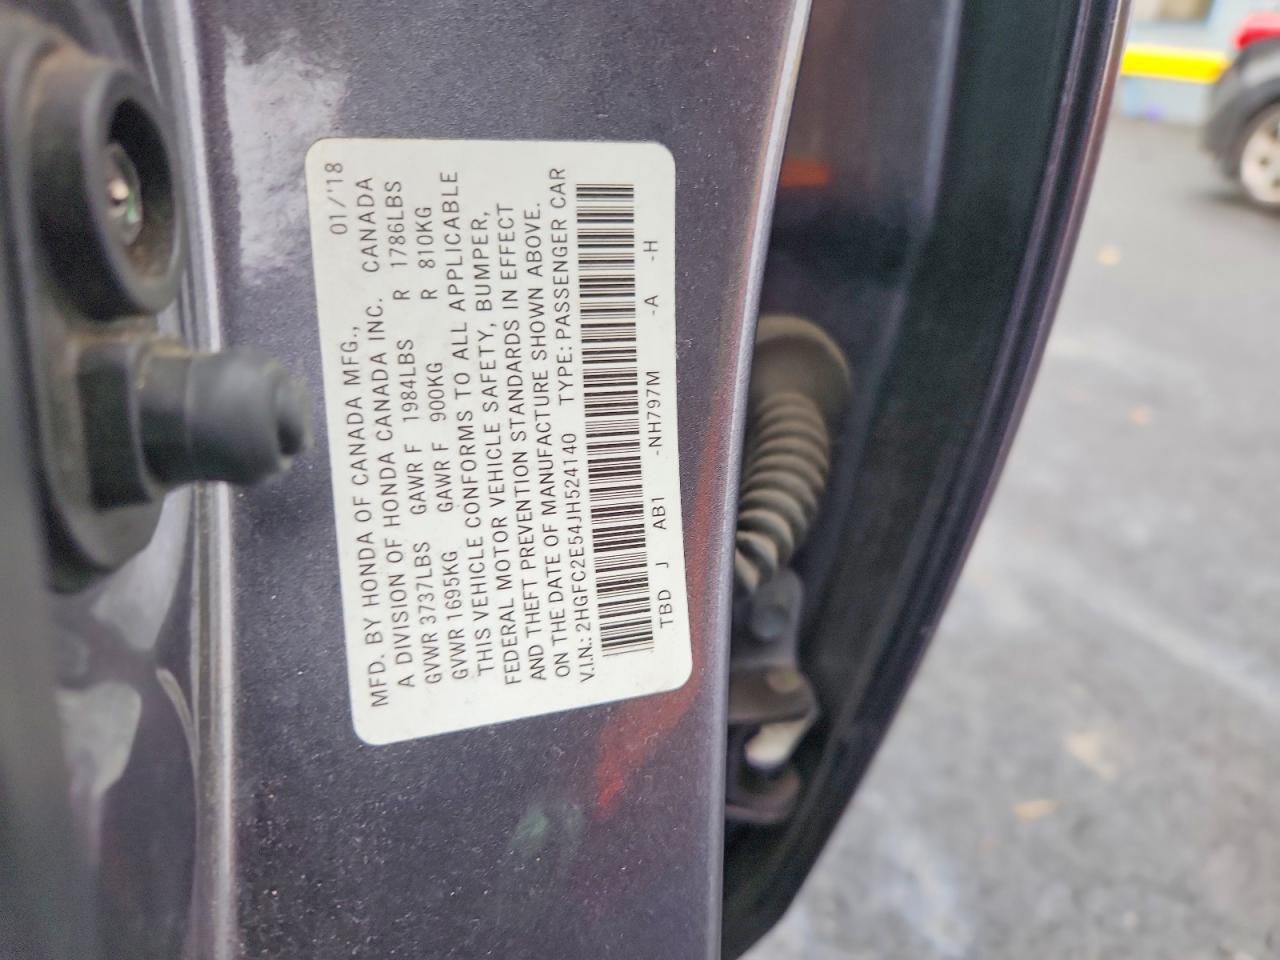 MFD. BY HONDA OF CANADA MFG., 01/'18
A DIVISION OF HONDA CANADA INC. CANADA
GVWR 3737LBS GAWR F 1984LBS R 1786LBS
GVWR 1695KG GAWR F 900KG R 810KG
THIS VEHICLE CONFORMS TO ALL APPLICABLE
FEDERAL MOTOR VEHICLE SAFETY, BUMPER,
AND THEFT PREVENTION STANDARDS IN EFFECT
ON THE DATE OF MANUFACTURE SHOWN ABOVE.
V.I.N.: 2HGFC2E54JH524140 TYPE: PASSENGER CAR
TBD J AB1 -NH797M -A -H